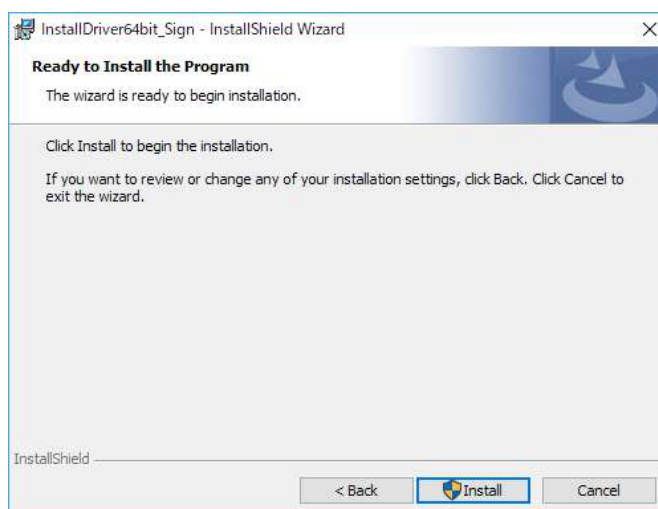 InstallDriver64bit_Sign - InstallShield Wizard
Ready to Install the Program
The wizard is ready to begin installation.
Click Install to begin the installation.
If you want to review or change any of your installation settings, click Back. Click Cancel to
exit the wizard.
InstallShield
< Back Install Cancel